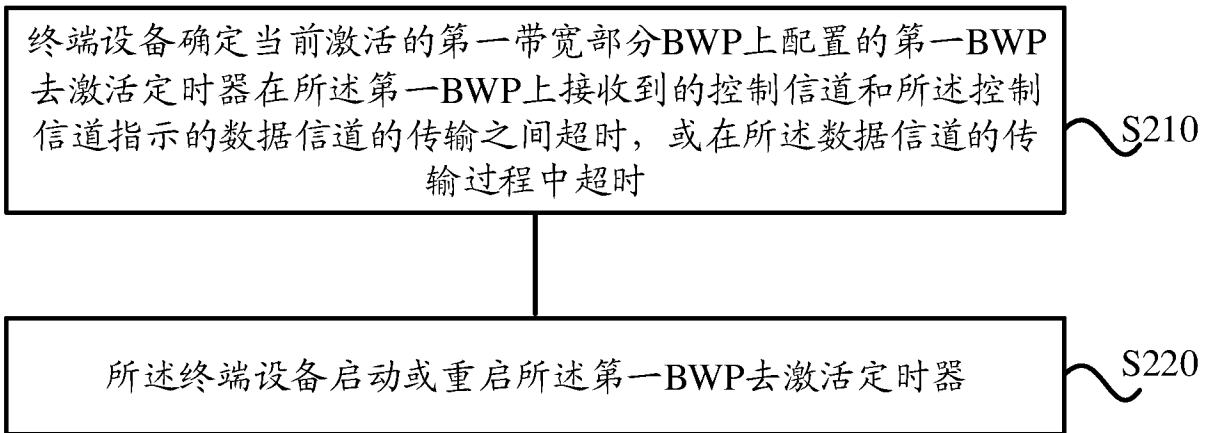 终端设备确定当前激活的第一带宽部分BWP上配置的第一BWP
去激活定时器在所述第一BWP上接收到的控制信道和所述控制
信道指示的数据信道的传输之间超时，或在所述数据信道的传
输过程中超时
S210
所述终端设备启动或重启所述第一BWP去激活定时器
S220